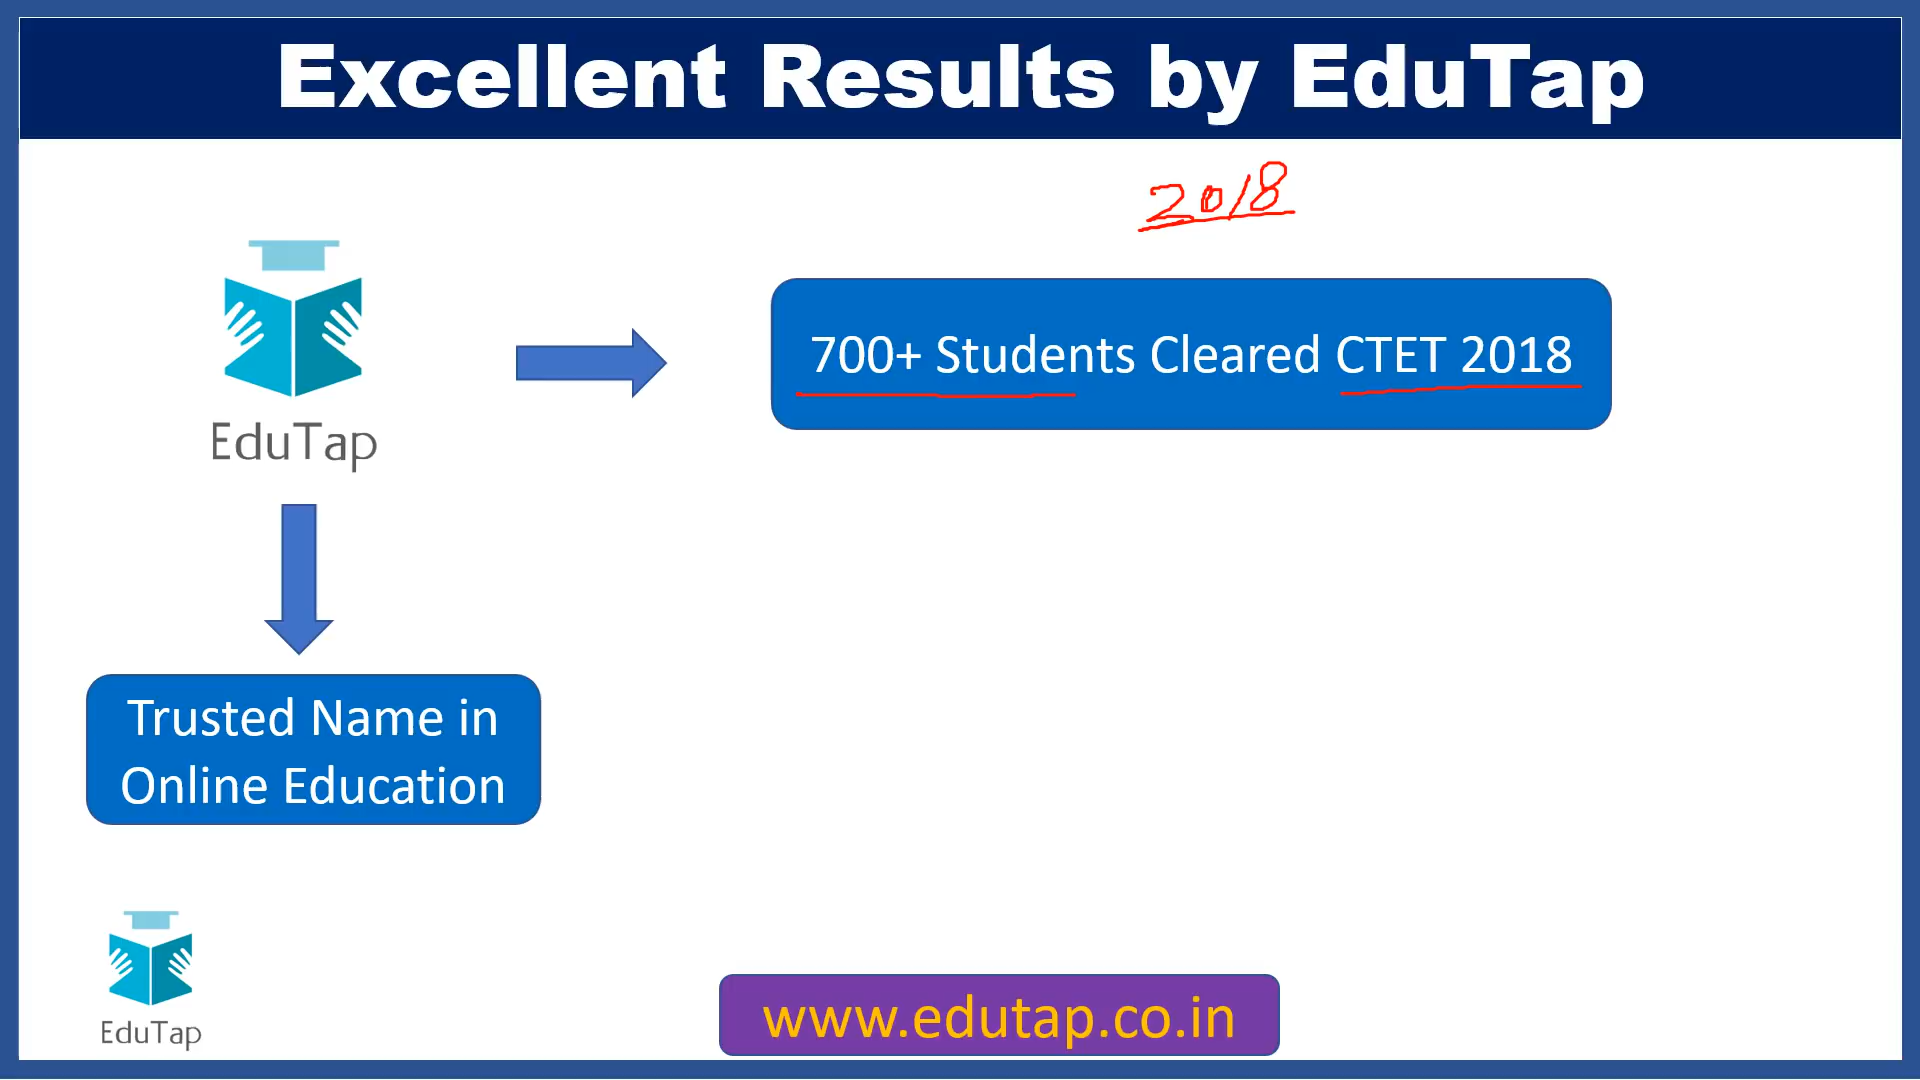 Excellent Results by EduTap
2018
700+ Students Cleared CTET 2018
EduTap
Trusted Name in
Online Education
EduTap
www.edutap.co.in